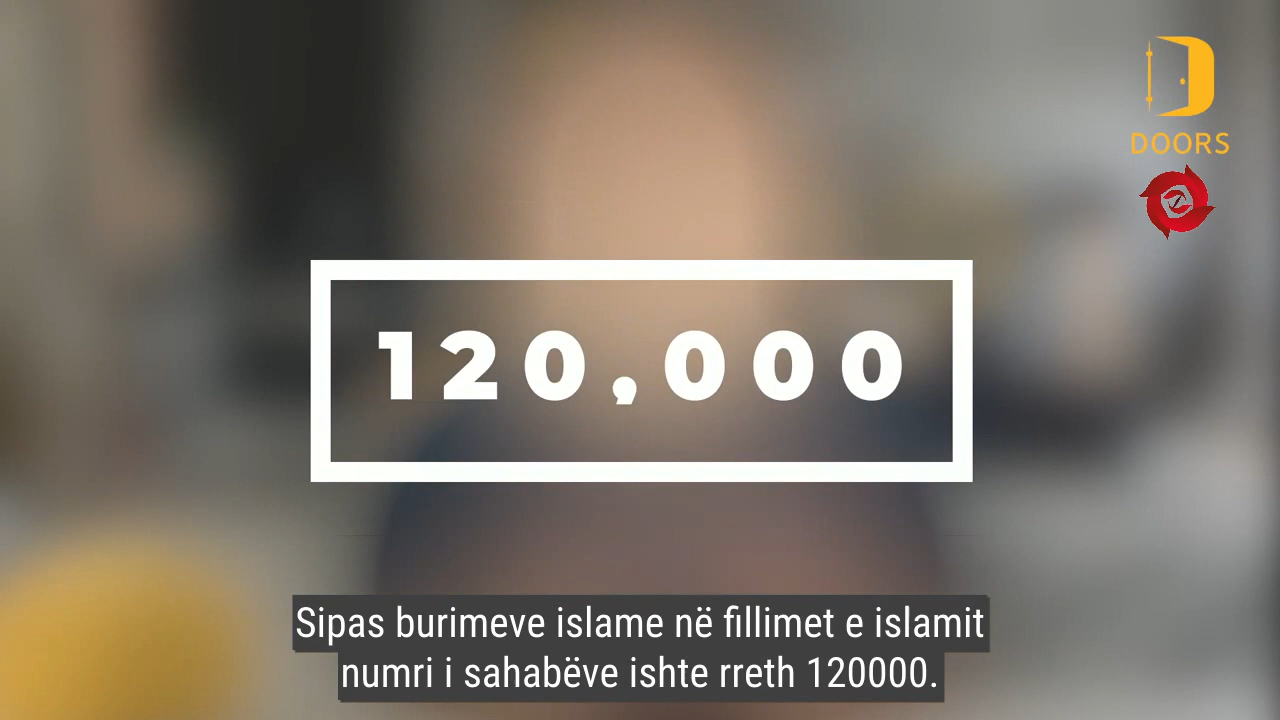 DOORS
120,000
Sipas burimeve islame në fillimet e islamit
numri i sahabëve ishte rreth 120000.